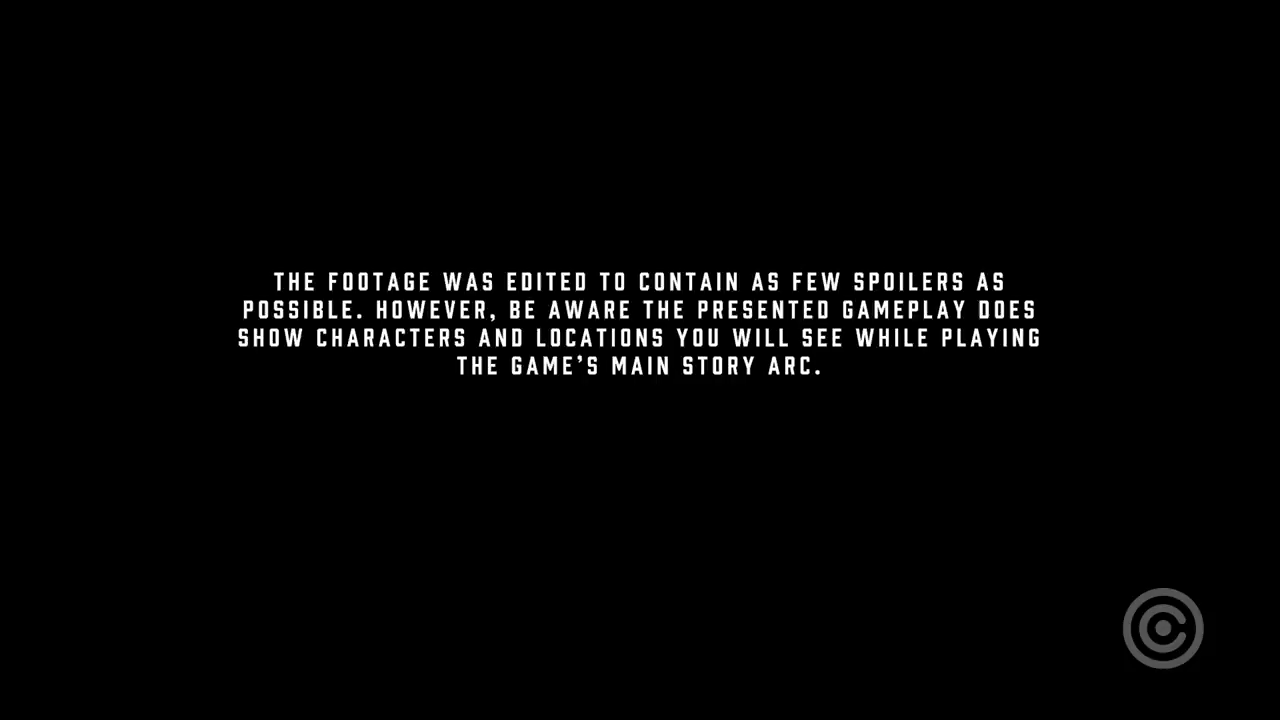 THE FOOTAGE WAS EDITED TO CONTAIN AS FEW SPOILERS AS
POSSIBLE. HOWEVER, BE AWARE THE PRESENTED GAMEPLAY DOES
SHOW CHARACTERS AND LOCATIONS YOU WILL SEE WHILE PLAYING
THE GAME'S MAIN STORY ARC.